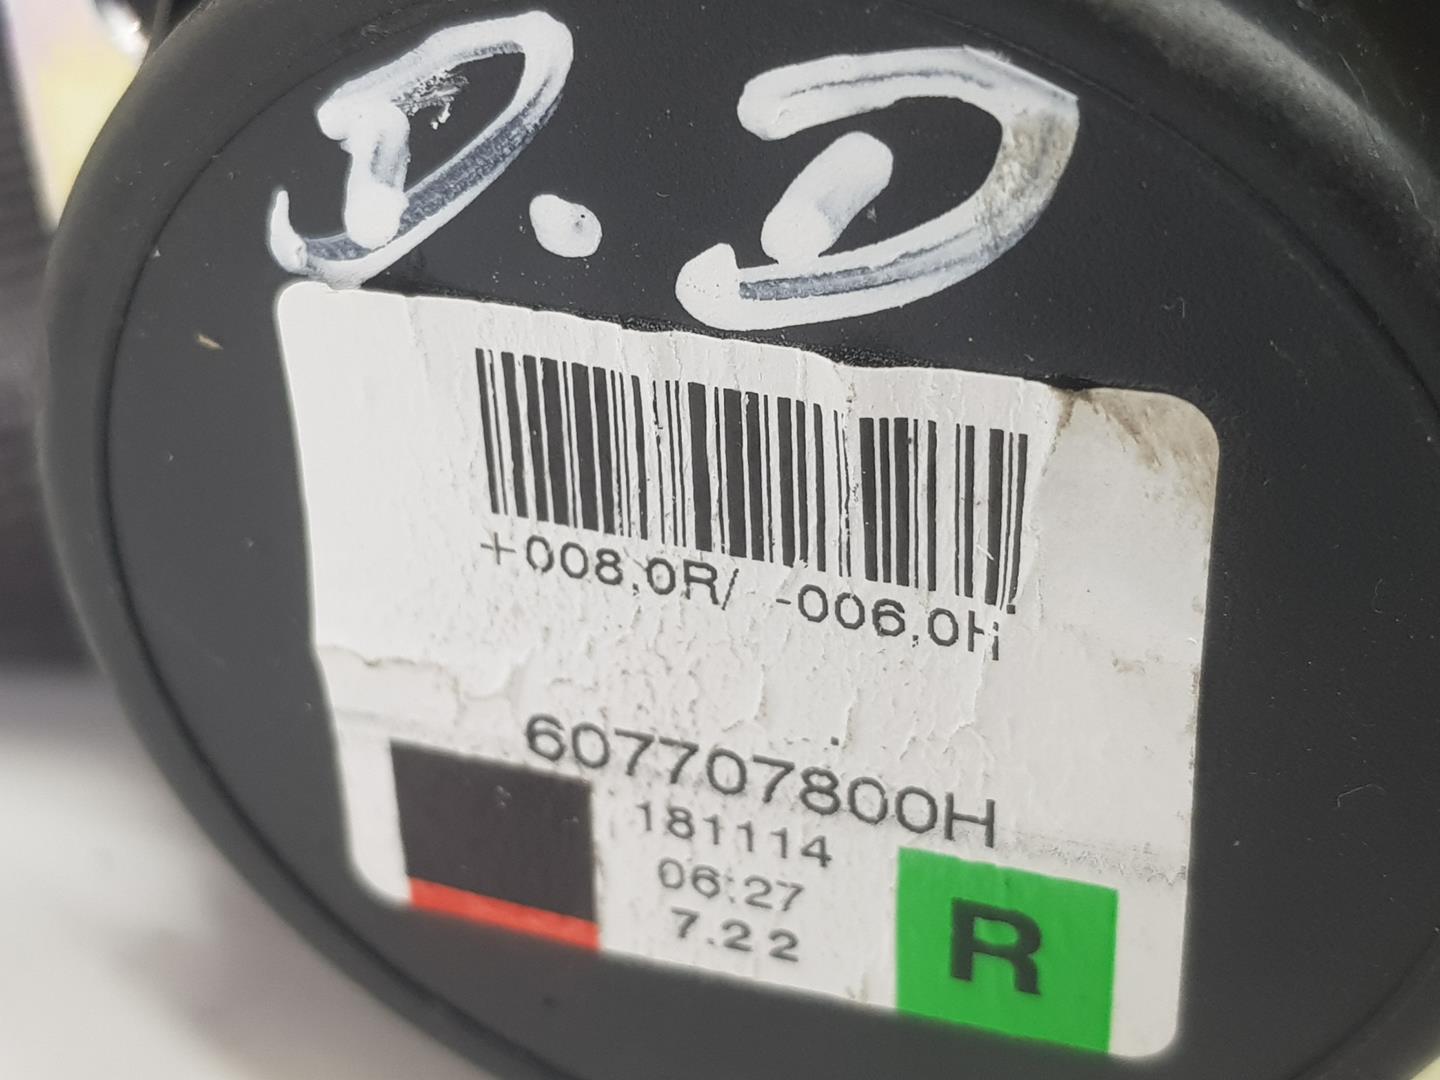 D.D
+008,0R/ -006,0H
607707800H
181114
06:27
7.22
R